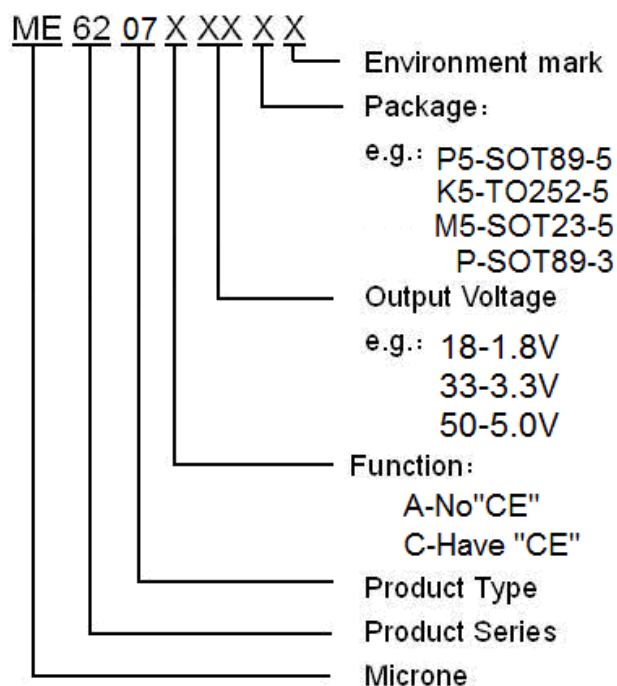 ME 62 07 X XX X X
Environment mark
Package:
e.g.: P5-SOT89-5
K5-TO252-5
M5-SOT23-5
P-SOT89-3
Output Voltage
e.g.: 18-1.8V
33-3.3V
50-5.0V
Function:
A-No"CE"
C-Have "CE"
Product Type
Product Series
Microne